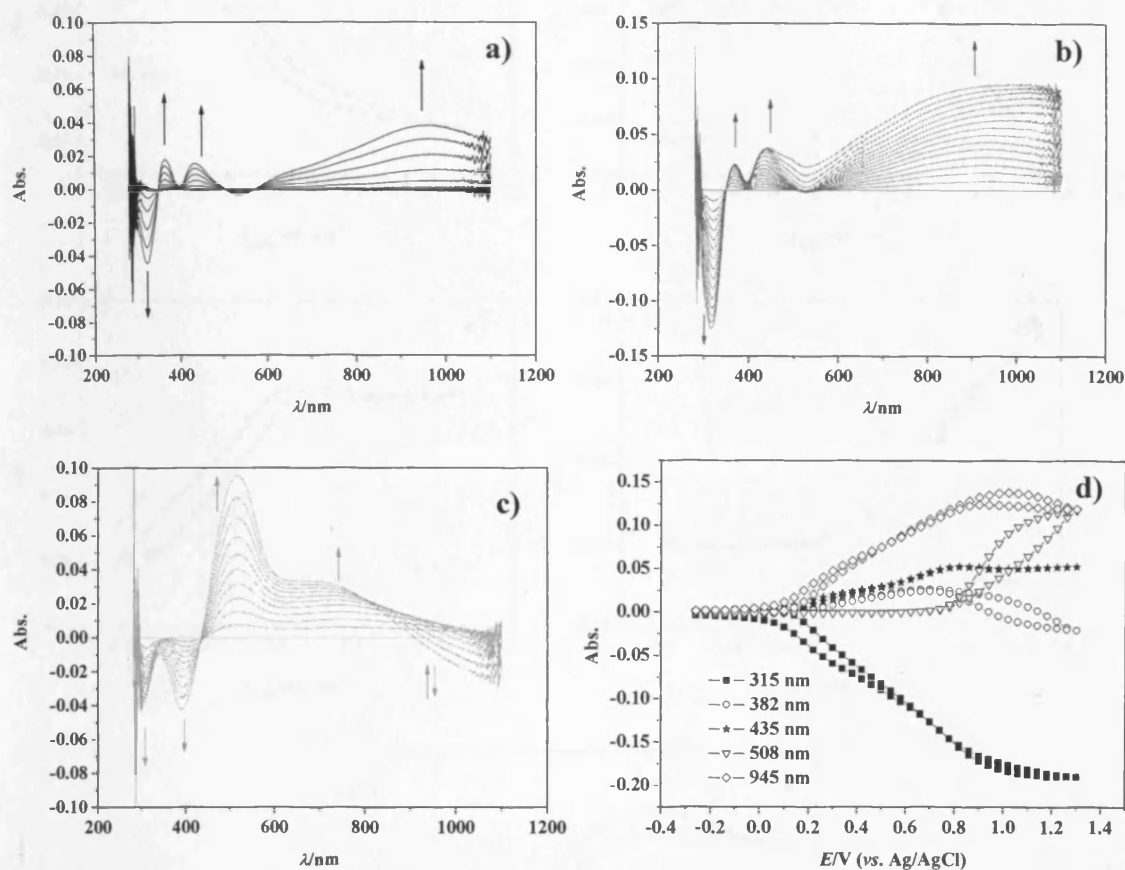 a)
0.10
0.08
0.06
0.04
0.02
0.00
-0.02
-0.04
-0.06
-0.08
-0.10
Abs.
200 400 600 800 1000 1200
λ/nm
b)
0.15
0.10
0.05
0.00
-0.05
-0.10
-0.15
Abs.
200 400 600 800 1000 1200
λ/nm
c)
0.10
0.08
0.06
0.04
0.02
0.00
-0.02
-0.04
-0.06
-0.08
-0.10
Abs.
200 400 600 800 1000 1200
λ/nm
d)
0.15
0.10
0.05
0.00
-0.05
-0.10
-0.15
-0.20
Abs.
315 nm
382 nm
435 nm
508 nm
945 nm
-0.4 -0.2 0.0 0.2 0.4 0.6 0.8 1.0 1.2 1.4
E/V (vs. Ag/AgCl)